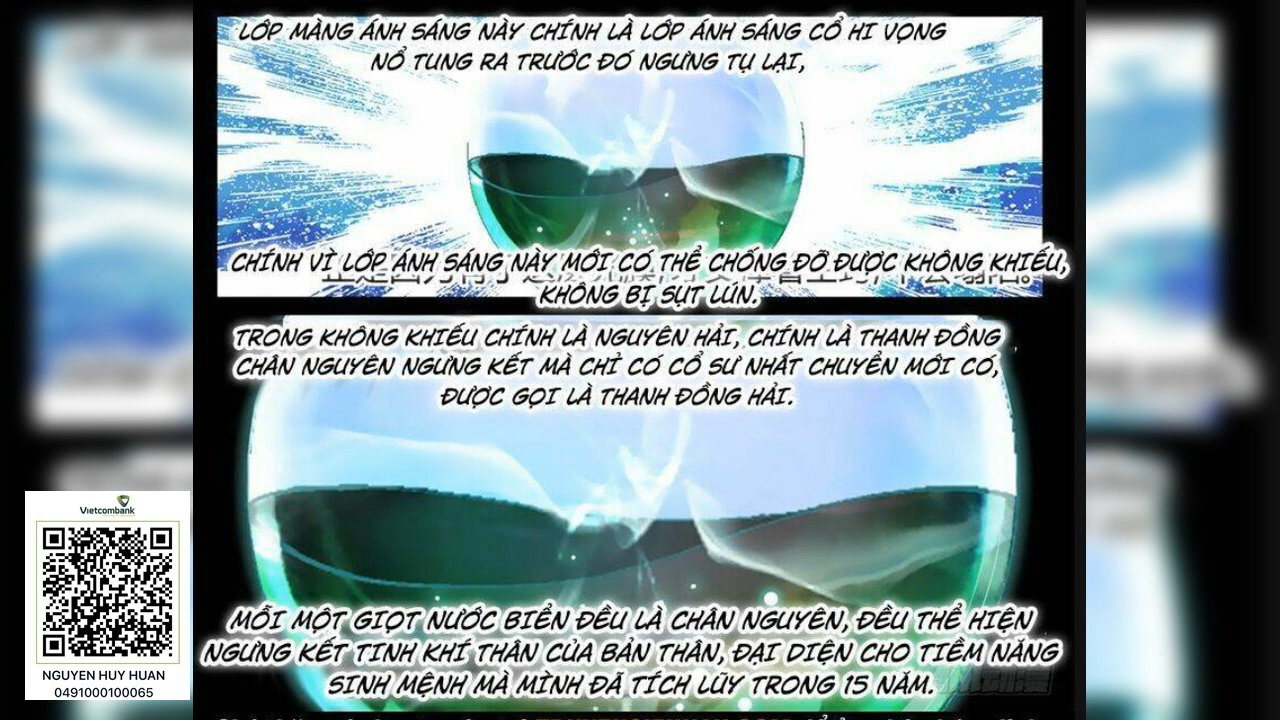 LỚP MÀNG ÁNH SÁNG NÀY CHÍNH LÀ LỚP ÁNH SÁNG CỔ HI VỌNG
NỔ TUNG RA TRƯỚC ĐÓ NGƯNG TỤ LẠI,
CHÍNH VÌ LỚP ÁNH SÁNG NÀY MỚI CÓ THỂ CHỐNG ĐỠ ĐƯỢC KHÔNG KHIẾU,
KHÔNG BỊ SỤT LÚN.
TRONG KHÔNG KHIẾU CHÍNH LÀ NGUYÊN HẢI, CHÍNH LÀ THANH ĐỒNG
CHÂN NGUYÊN NGƯNG KẾT MÀ CHỈ CÓ CỔ SƯ NHẤT CHUYỂN MỚI CÓ,
ĐƯỢC GỌI LÀ THANH ĐỒNG HẢI.
MỖI MỘT GIỌT NƯỚC BIỂN ĐỀU LÀ CHÂN NGUYÊN, ĐỀU THỂ HIỆN
NGƯNG KẾT TINH KHÍ THẦN CỦA BẢN THÂN, ĐẠI DIỆN CHO TIỀM NĂNG
SINH MỆNH MÀ MÌNH ĐÃ TÍCH LŨY TRONG 15 NĂM.
Vietcombank
NGUYEN HUY HUAN
0491000100065